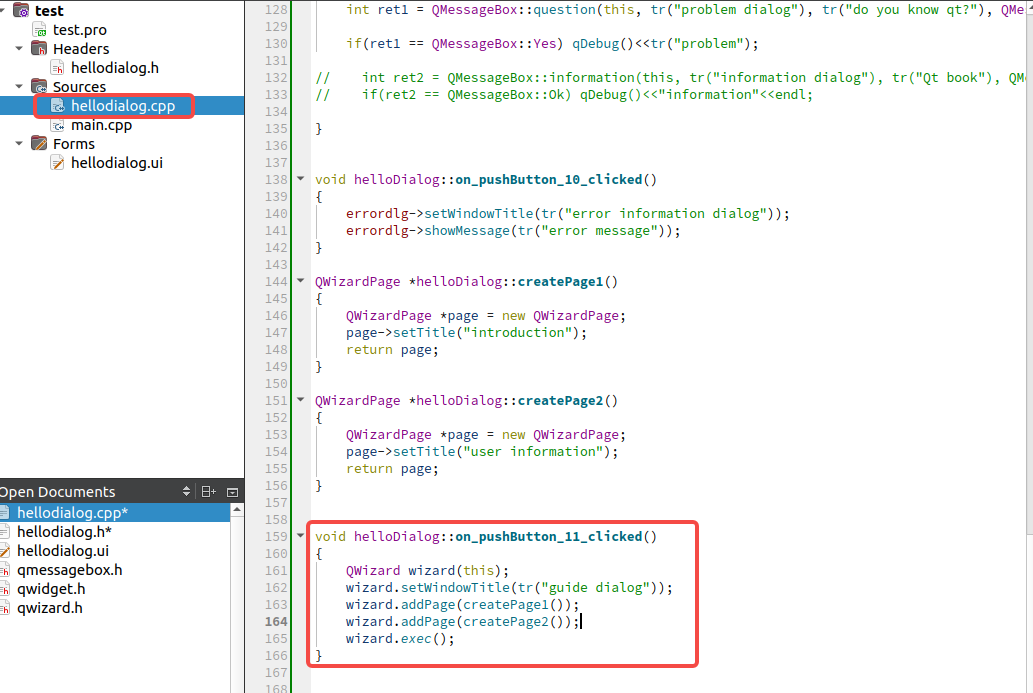 test
test.pro
Headers
hellodialog.h
Sources
hellodialog.cpp
main.cpp
Forms
hellodialog.ui
Open Documents
hellodialog.cpp*
hellodialog.h*
hellodialog.ui
qmessagebox.h
qwidget.h
qwizard.h
128 int ret1 = QMessageBox::question(this, tr("problem dialog"), tr("do you know qt?"), QMe
129
130 if(ret1 == QMessageBox::Yes) qDebug()<<tr("problem");
131
132 // int ret2 = QMessageBox::information(this, tr("information dialog"), tr("Qt book"), QM
133 // if(ret2 == QMessageBox::Ok) qDebug()<<"information"<<endl;
134
135 }
136
137
138 void helloDialog::on_pushButton_10_clicked()
139 {
140 errordlg->setWindowTitle(tr("error information dialog"));
141 errordlg->showMessage(tr("error message"));
142 }
143
144 QWizardPage *helloDialog::createPage1()
145 {
146 QWizardPage *page = new QWizardPage;
147 page->setTitle("introduction");
148 return page;
149 }
150
151 QWizardPage *helloDialog::createPage2()
152 {
153 QWizardPage *page = new QWizardPage;
154 page->setTitle("user information");
155 return page;
156 }
157
158
159 void helloDialog::on_pushButton_11_clicked()
160 {
161 QWizard wizard(this);
162 wizard.setWindowTitle(tr("guide dialog"));
163 wizard.addPage(createPage1());
164 wizard.addPage(createPage2());
165 wizard.exec();
166 }
167
168